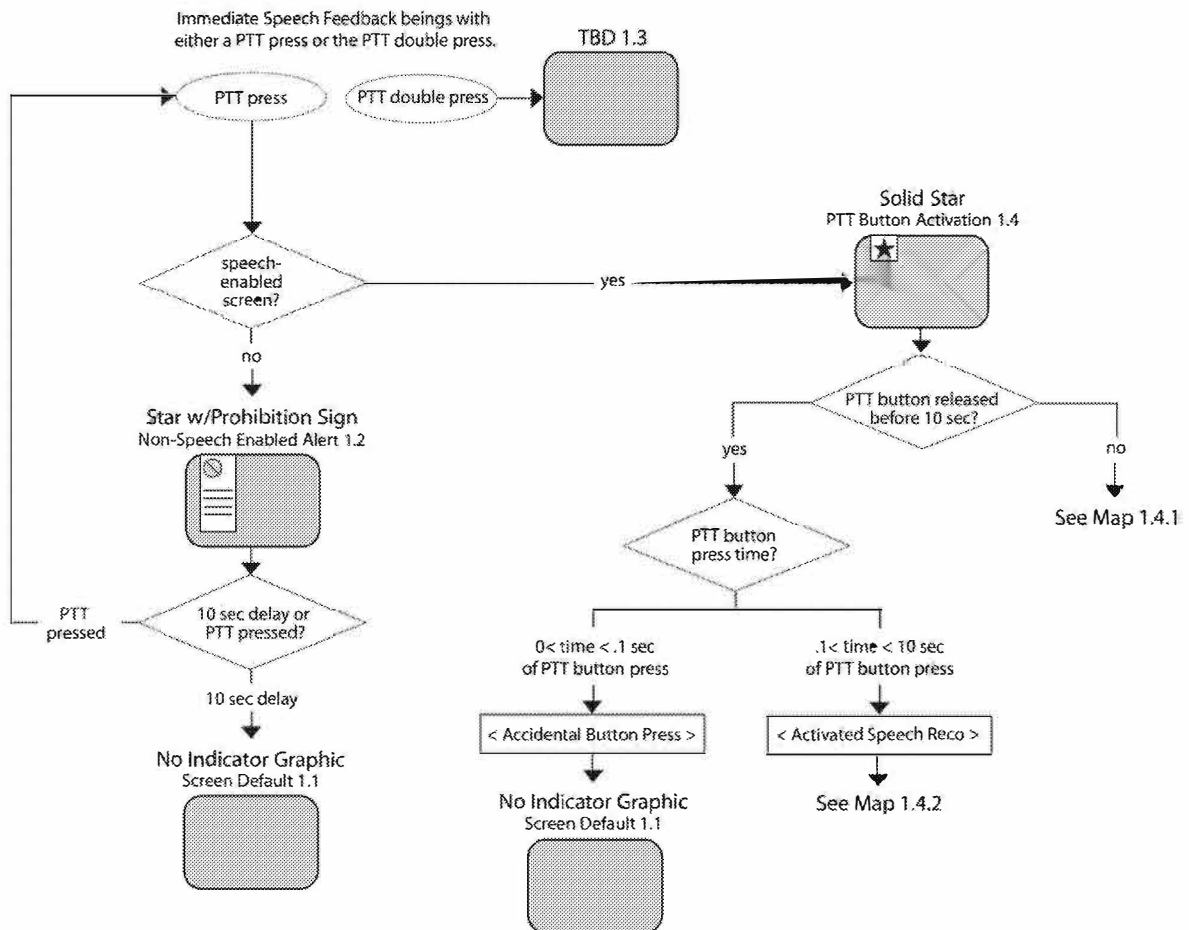 Immediate Speech Feedback beings with
either a PTT press or the PTT double press.
TBD 1.3
PTT press
PTT double press
Solid Star
PTT Button Activation 1.4
speech-
enabled
screen?
yes
no
PTT button released
before 10 sec?
Star w/Prohibition Sign
Non-Speech Enabled Alert 1.2
yes
no
See Map 1.4.1
PTT button
press time?
PTT
pressed
10 sec delay or
PTT pressed?
0< time < .1 sec
of PTT button press
.1< time < 10 sec
of PTT button press
10 sec delay
< Accidental Button Press >
< Activated Speech Reco >
No Indicator Graphic
Screen Default 1.1
No Indicator Graphic
Screen Default 1.1
See Map 1.4.2